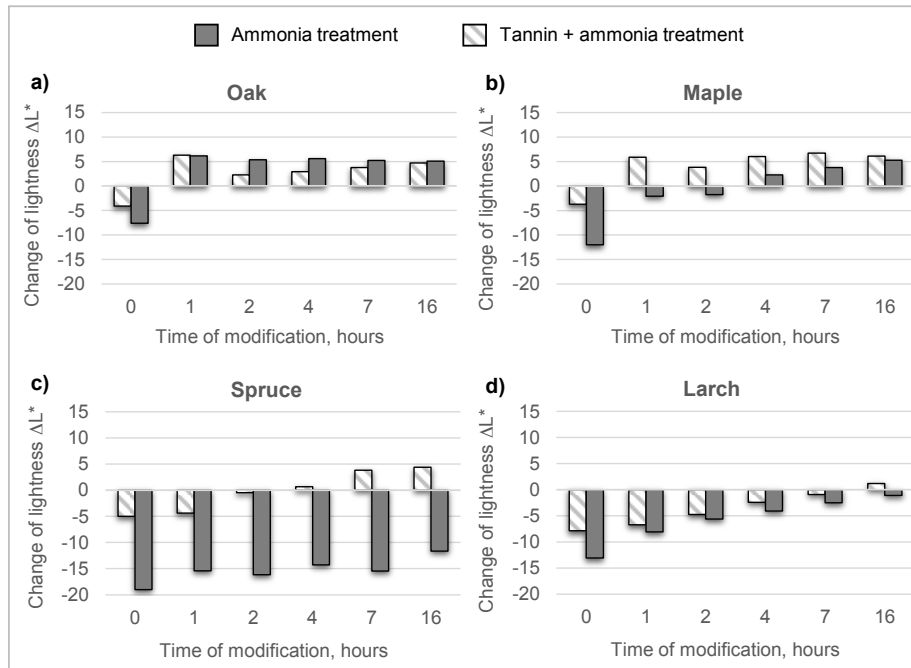 Ammonia treatment
Tannin + ammonia treatment
a)
Oak
Change of lightness ΔL*
15
10
5
0
-5
-10
-15
-20
0 1 2 4 7 16
Time of modification, hours
b)
Maple
Change of lightness ΔL*
15
10
5
0
-5
-10
-15
-20
0 1 2 4 7 16
Time of modification, hours
c)
Spruce
Change of lightness ΔL*
15
10
5
0
-5
-10
-15
-20
0 1 2 4 7 16
Time of modification, hours
d)
Larch
Change of lightness ΔL*
15
10
5
0
-5
-10
-15
-20
0 1 2 4 7 16
Time of modification, hours